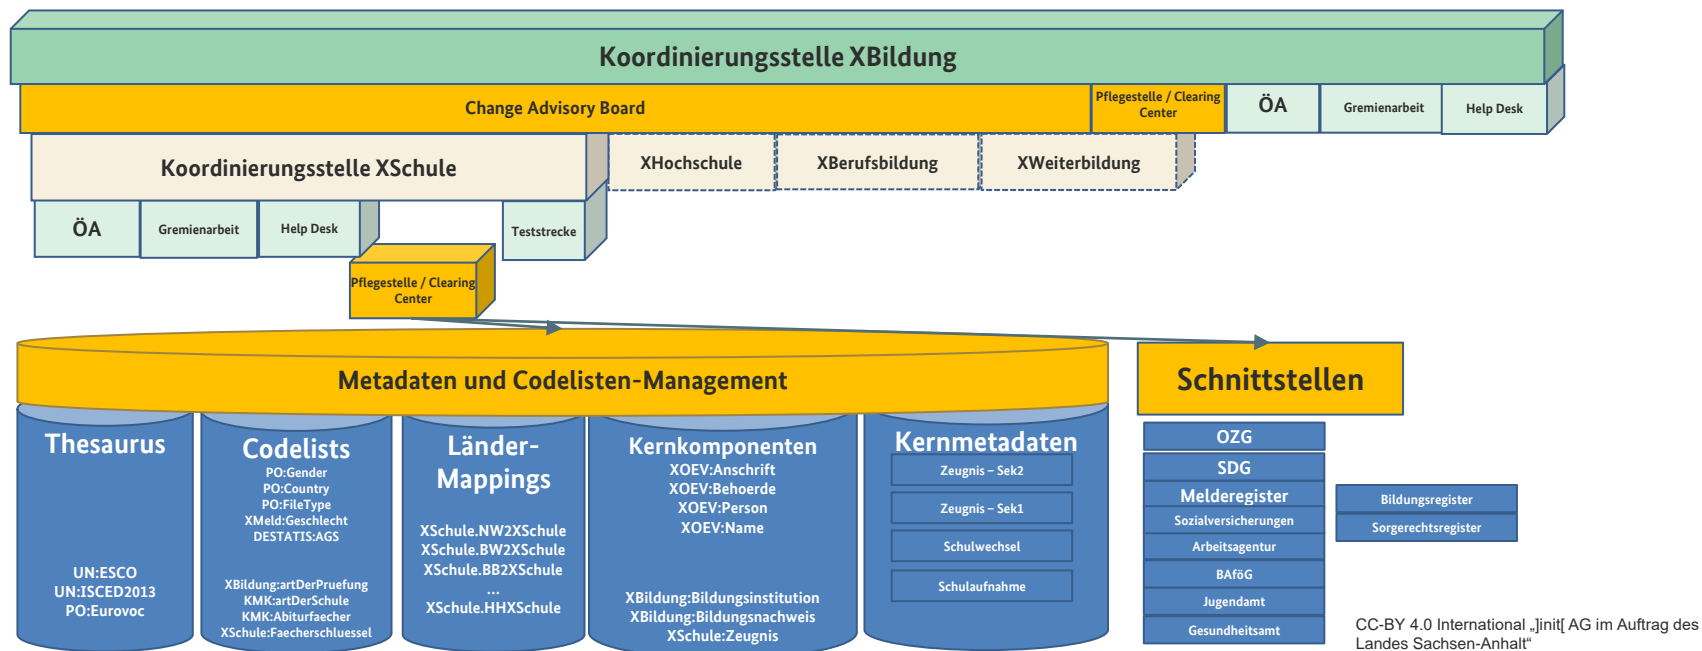 Koordinierungsstelle XBildung
Change Advisory Board
Pflegestelle / Clearing
Center
ÖA
Gremienarbeit
Help Desk
Koordinierungsstelle XSchule
XHochschule
XBerufsbildung
XWeiterbildung
ÖA
Gremienarbeit
Help Desk
Teststrecke
Pflegestelle / Clearing
Center
Metadaten und Codelisten-Management
Schnittstellen
Thesaurus
UN:ESCO
UN:ISCED2013
PO:Eurovoc
Codelists
PO:Gender
PO:Country
PO:FileType
XMeld:Geschlecht
DESTATIS:AGS
XBildung:artDerPruefung
KMK:artDerSchule
KMK:Abiturfaecher
XSchule:Faecherschluessel
Länder-
Mappings
XSchule.NW2XSchule
XSchule.BW2XSchule
XSchule.BB2XSchule
...
XSchule.HHXSchule
Kernkomponenten
XOEV:Anschrift
XOEV:Behoerde
XOEV:Person
XOEV:Name
XBildung:Bildungsinstitution
XBildung:Bildungsnachweis
XSchule:Zeugnis
Kernmetadaten
Zeugnis – Sek2
Zeugnis – Sek1
Schulwechsel
Schulaufnahme
OZG
SDG
Melderegister
Sozialversicherungen
Arbeitsagentur
BAföG
Jugendamt
Gesundheitsamt
Bildungsregister
Sorgerechtsregister
CC-BY 4.0 International „]init[ AG im Auftrag des
Landes Sachsen-Anhalt“